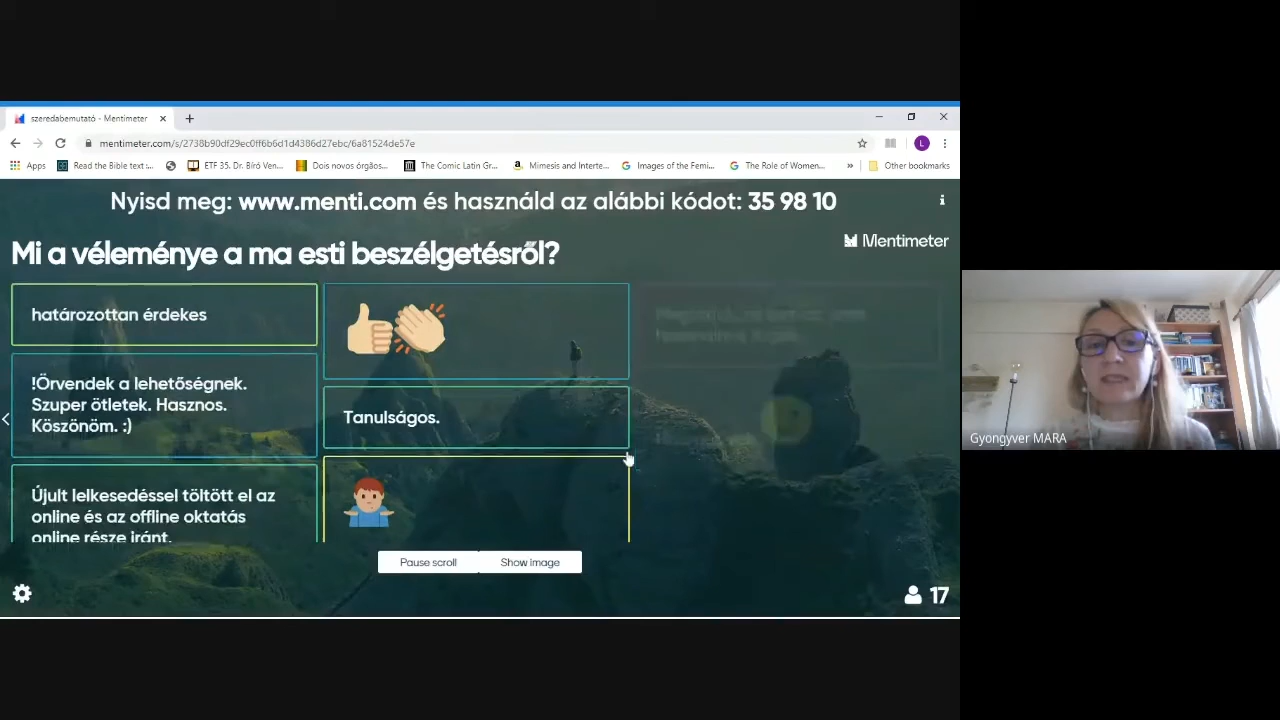 szeredabemutató - Mentimeter
mentimeter.com/s/2738b90df29ec0ff6b6d1d4386d27ebc/6a81524de57e
Apps
Read the Bible text :...
ETF 35. Dr. Bíró Ven...
Dois novos órgãos...
The Comic Latin Gr...
Mimesis and Interte...
Images of the Femi...
The Role of Women...
Other bookmarks
Nyisd meg: www.menti.com és használd az alábbi kódot: 35 98 10
Mentimeter
Mi a véleménye a ma esti beszélgetésről?
határozottan érdekes
!Örvendek a lehetőségnek.
Szuper ötletek. Hasznos.
Köszönöm. :)
Újult lelkesedéssel töltött el az
online és az offline oktatás
online része iránt.
Tanulságos.
Pause scroll
Show image
17
Gyongyver MARA